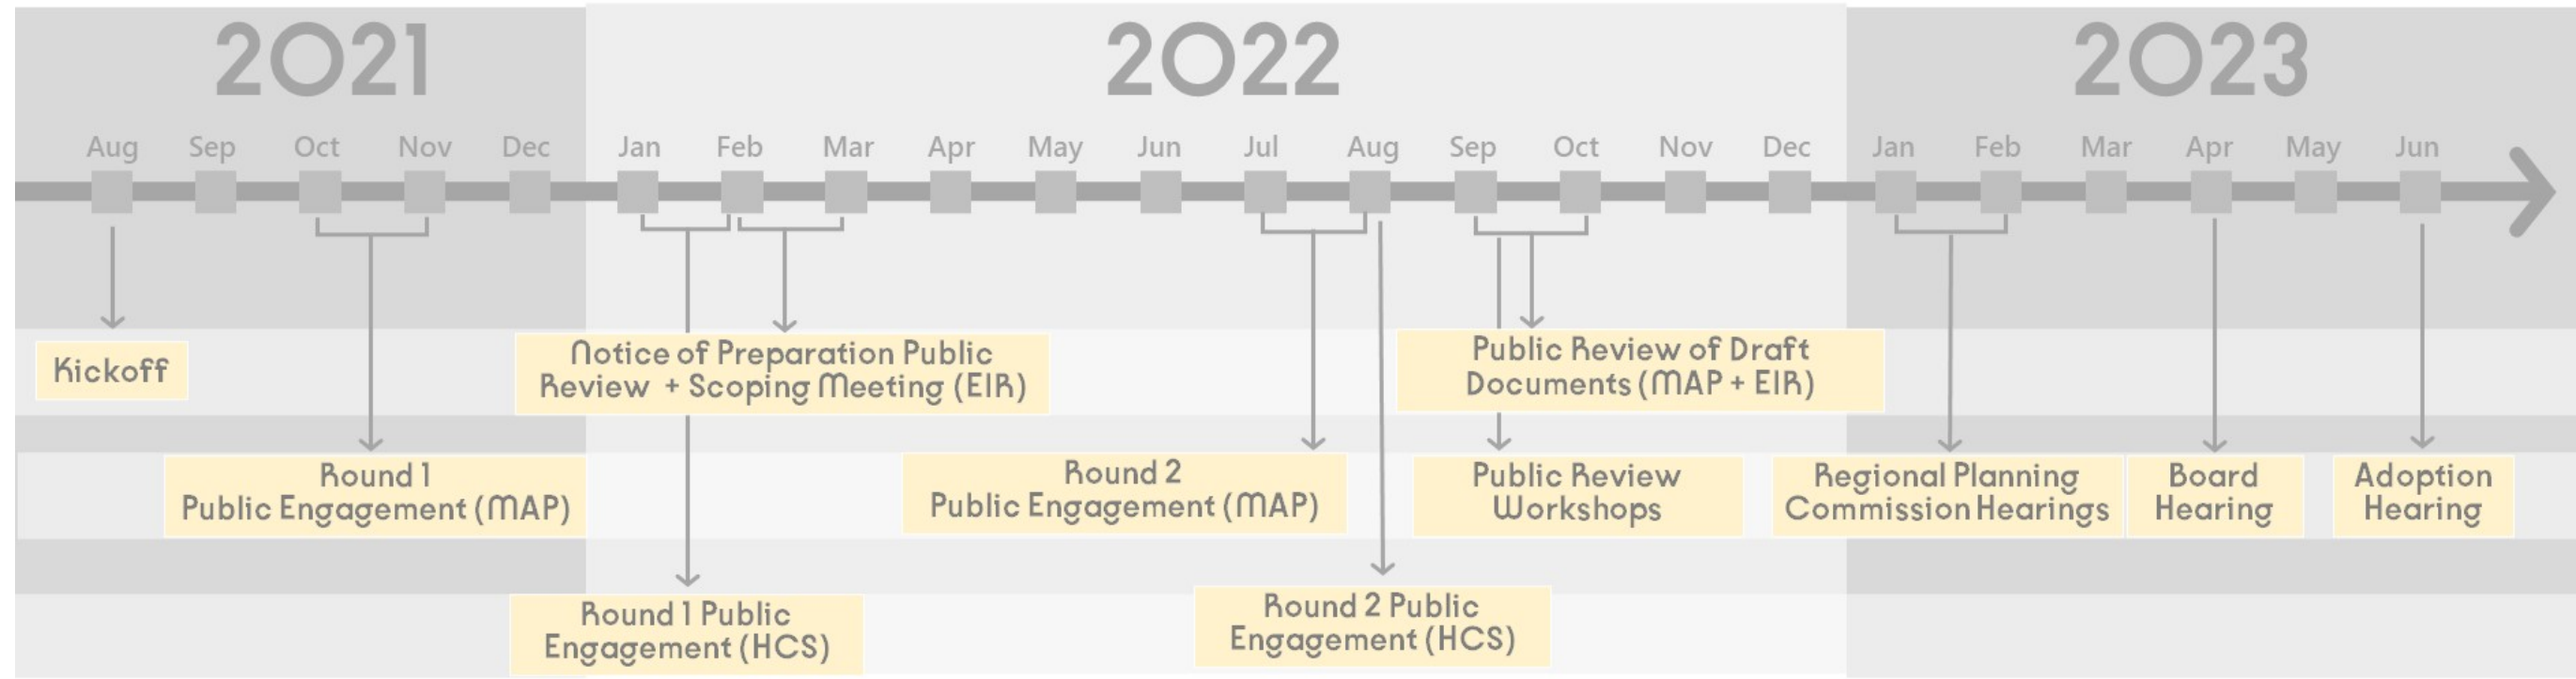 2021
2022
2023
Aug Sep Oct Nov Dec Jan Feb Mar Apr May Jun Jul Aug Sep Oct Nov Dec Jan Feb Mar Apr May Jun
Kickoff
Notice of Preparation Public
Review + Scoping Meeting (EIR)
Public Review of Draft
Documents (MAP + EIR)
Round 1
Public Engagement (MAP)
Round 2
Public Engagement (MAP)
Public Review
Workshops
Regional Planning
Commission Hearings
Board
Hearing
Adoption
Hearing
Round 1 Public
Engagement (HCS)
Round 2 Public
Engagement (HCS)